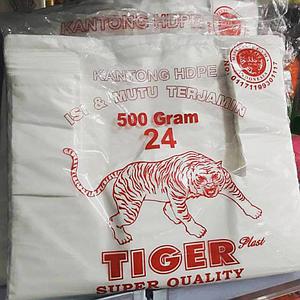 KANTONG HDPE
KANTONG HDPE
ISI & MUTU TERJAMIN
500 Gram
24
TIGER Plast
SUPER QUALITY